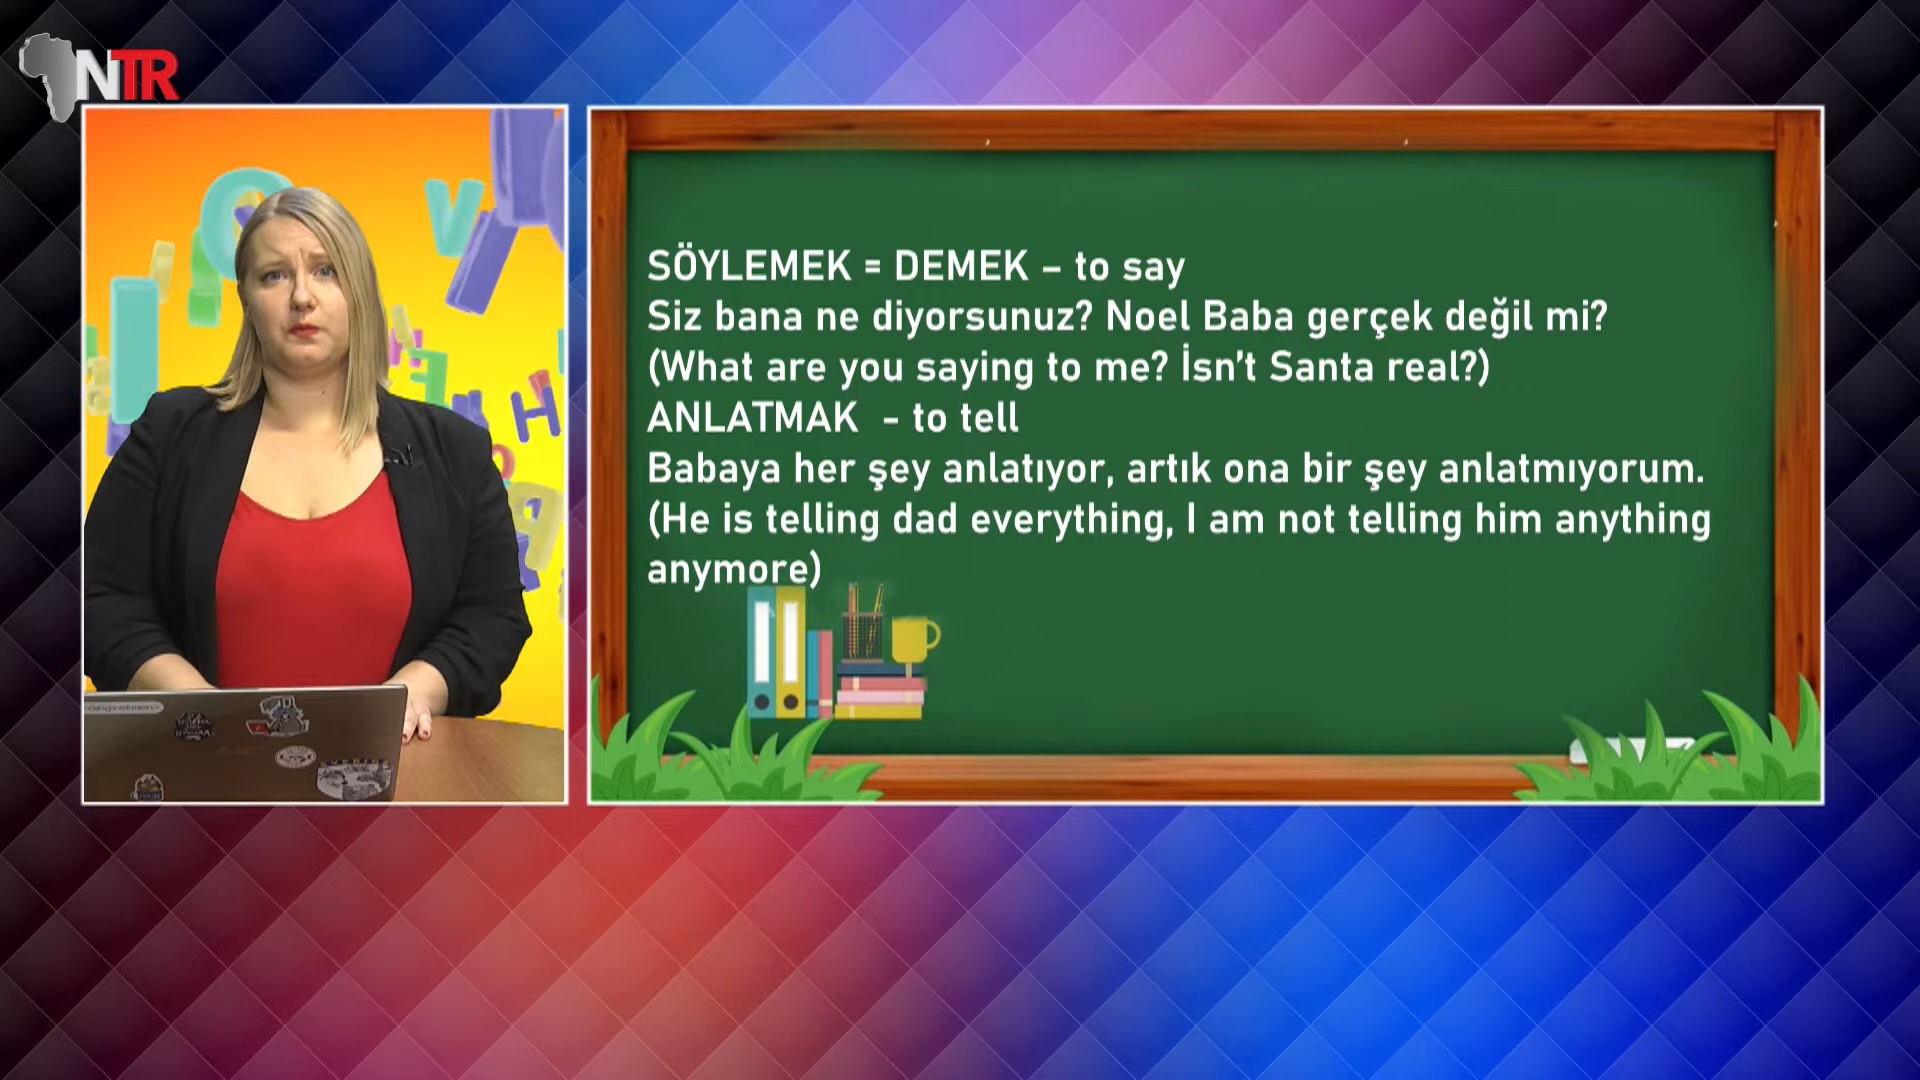 NTR
SÖYLEMEK = DEMEK – to say
Siz bana ne diyorsunuz? Noel Baba gerçek değil mi?
(What are you saying to me? İsn't Santa real?)
ANLATMAK - to tell
Babaya her şey anlatıyor, artık ona bir şey anlatmıyorum.
(He is telling dad everything, I am not telling him anything
anymore)